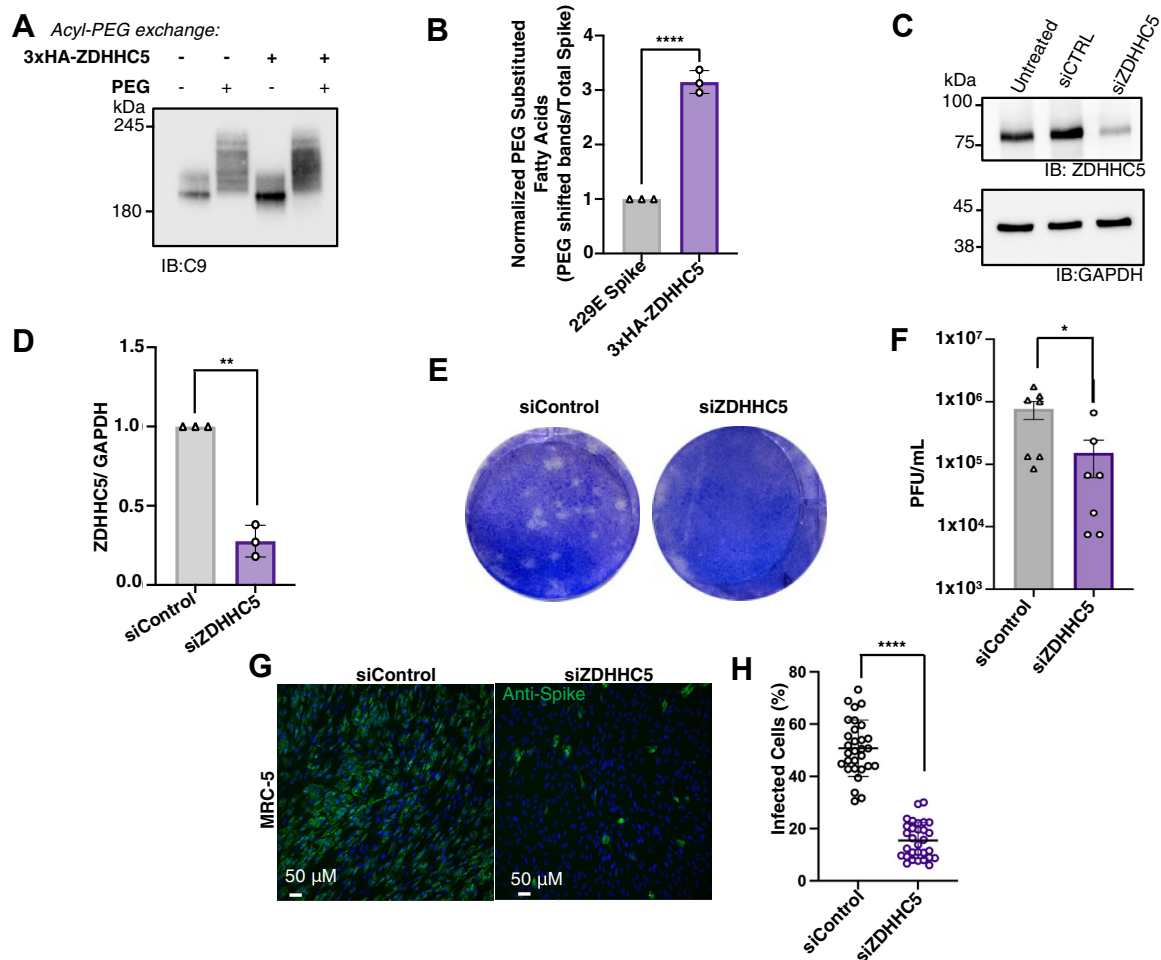 A
Acyl-PEG exchange:
3xHA-ZDHHC5 - - + +
PEG - + - +
kDa
245
180
IB:C9
B
Normalized PEG Substituted
Fatty Acids
(PEG shifted bands/Total Spike)
4
3
2
1
0
****
229E Spike
3xHA-ZDHHC5
C
Untreated
siCTRL
siZDHHC5
kDa
100
75
IB: ZDHHC5
45
38
IB:GAPDH
D
ZDHHC5/ GAPDH
1.5
1.0
0.5
0.0
**
siControl
siZDHHC5
E
siControl
siZDHHC5
F
PFU/mL
1x10⁷
1x10⁶
1x10⁵
1x10⁴
1x10³
*
siControl
siZDHHC5
G
siControl
siZDHHC5
Anti-Spike
MRC-5
50 µM
50 µM
H
Infected Cells (%)
80
60
40
20
0
****
siControl
siZDHHC5